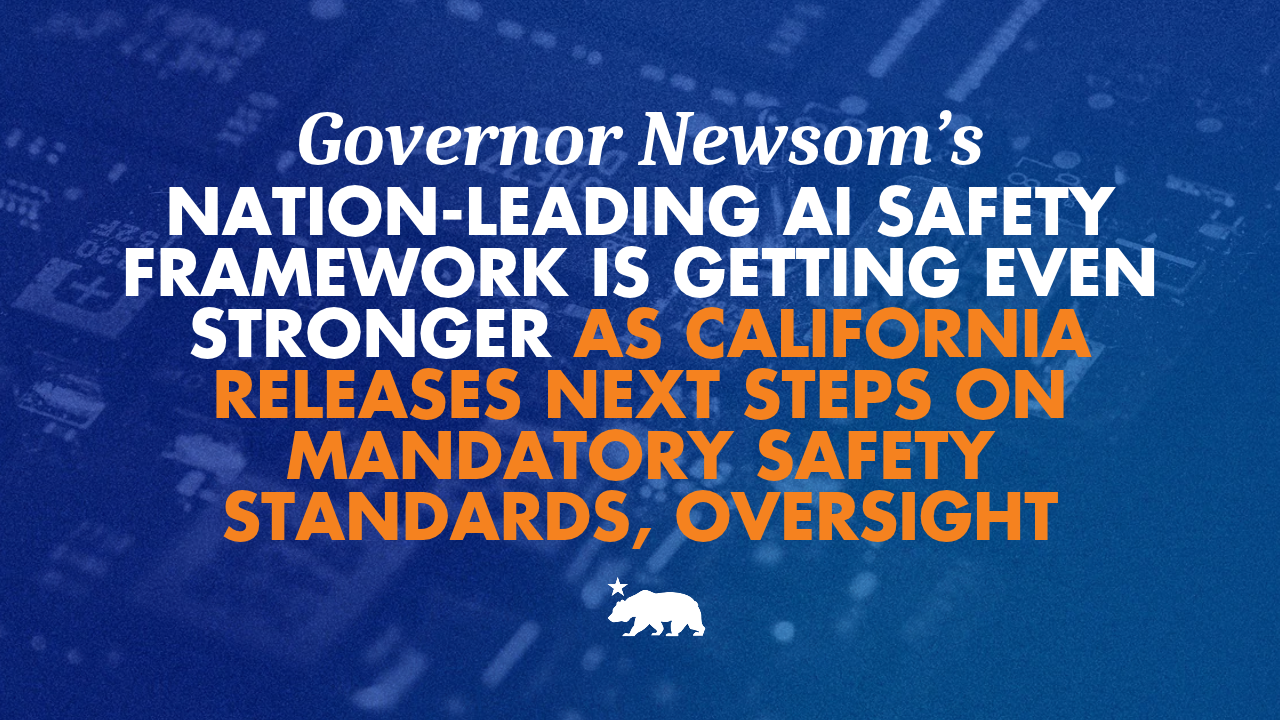 Governor Newsom’s
NATION-LEADING AI SAFETY
FRAMEWORK IS GETTING EVEN
STRONGER AS CALIFORNIA
RELEASES NEXT STEPS ON
MANDATORY SAFETY
STANDARDS, OVERSIGHT